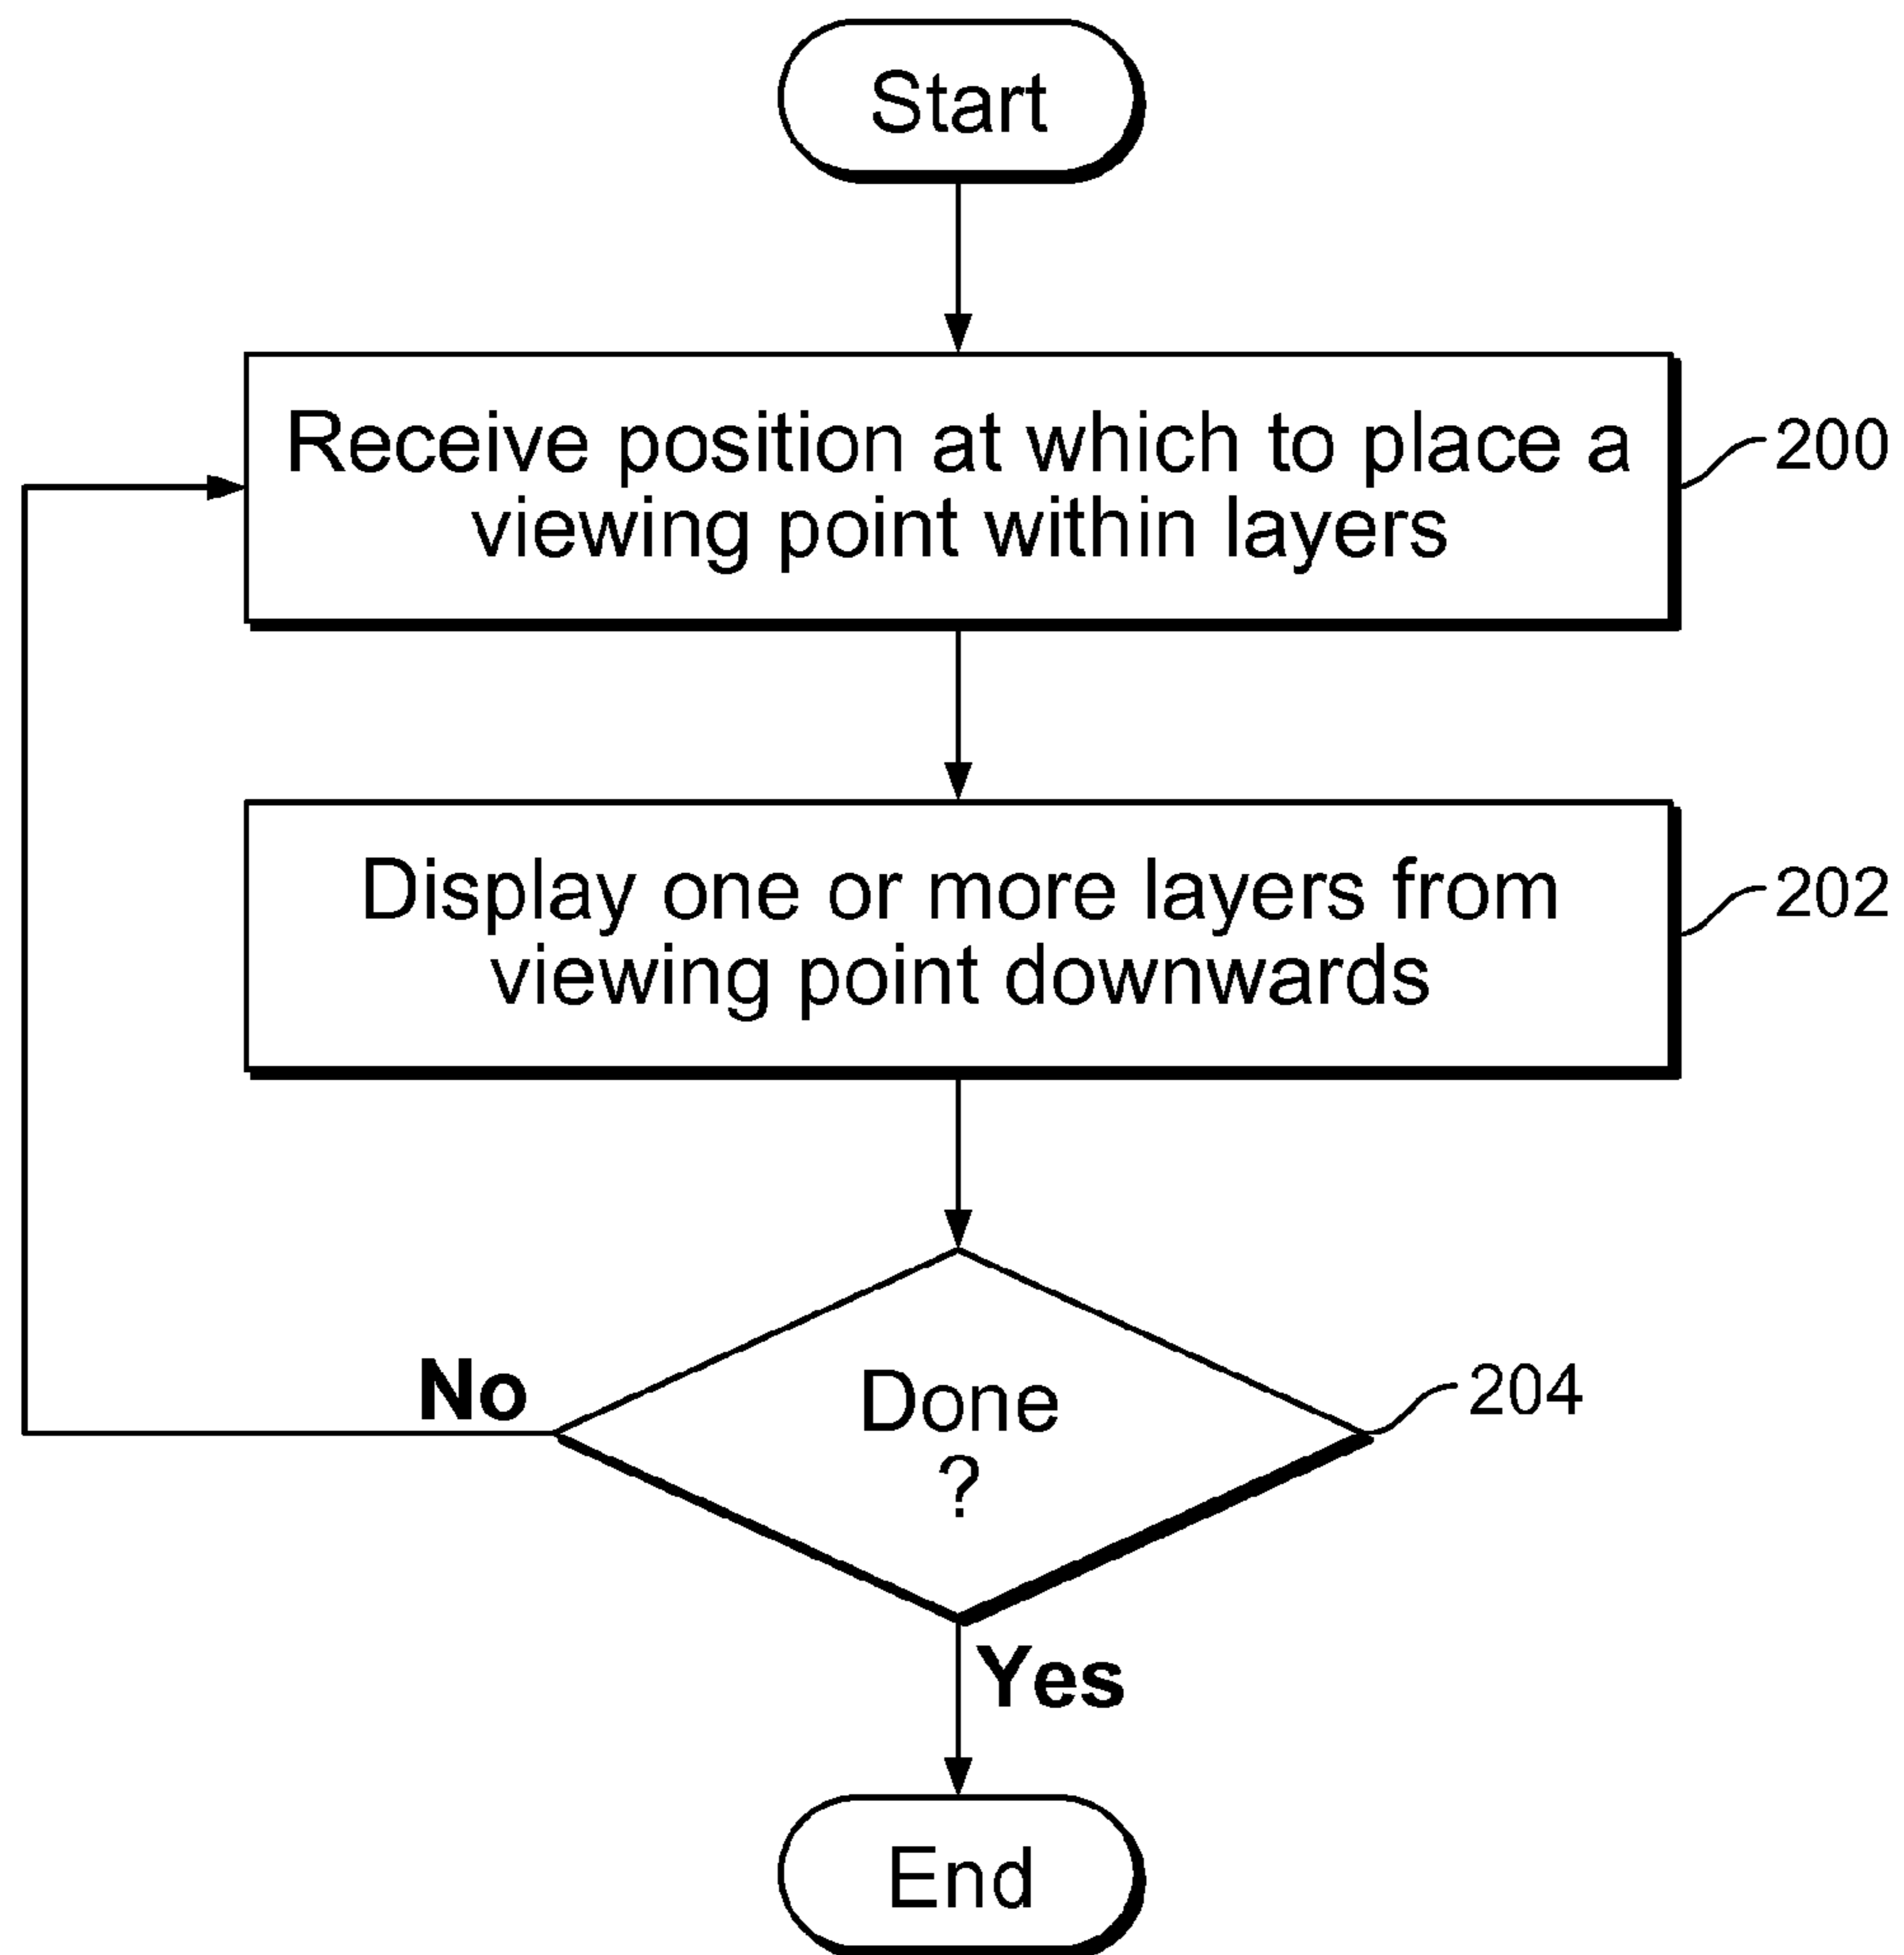 Start
Receive position at which to place a
viewing point within layers
200
Display one or more layers from
viewing point downwards
202
Done
?
204
No
Yes
End